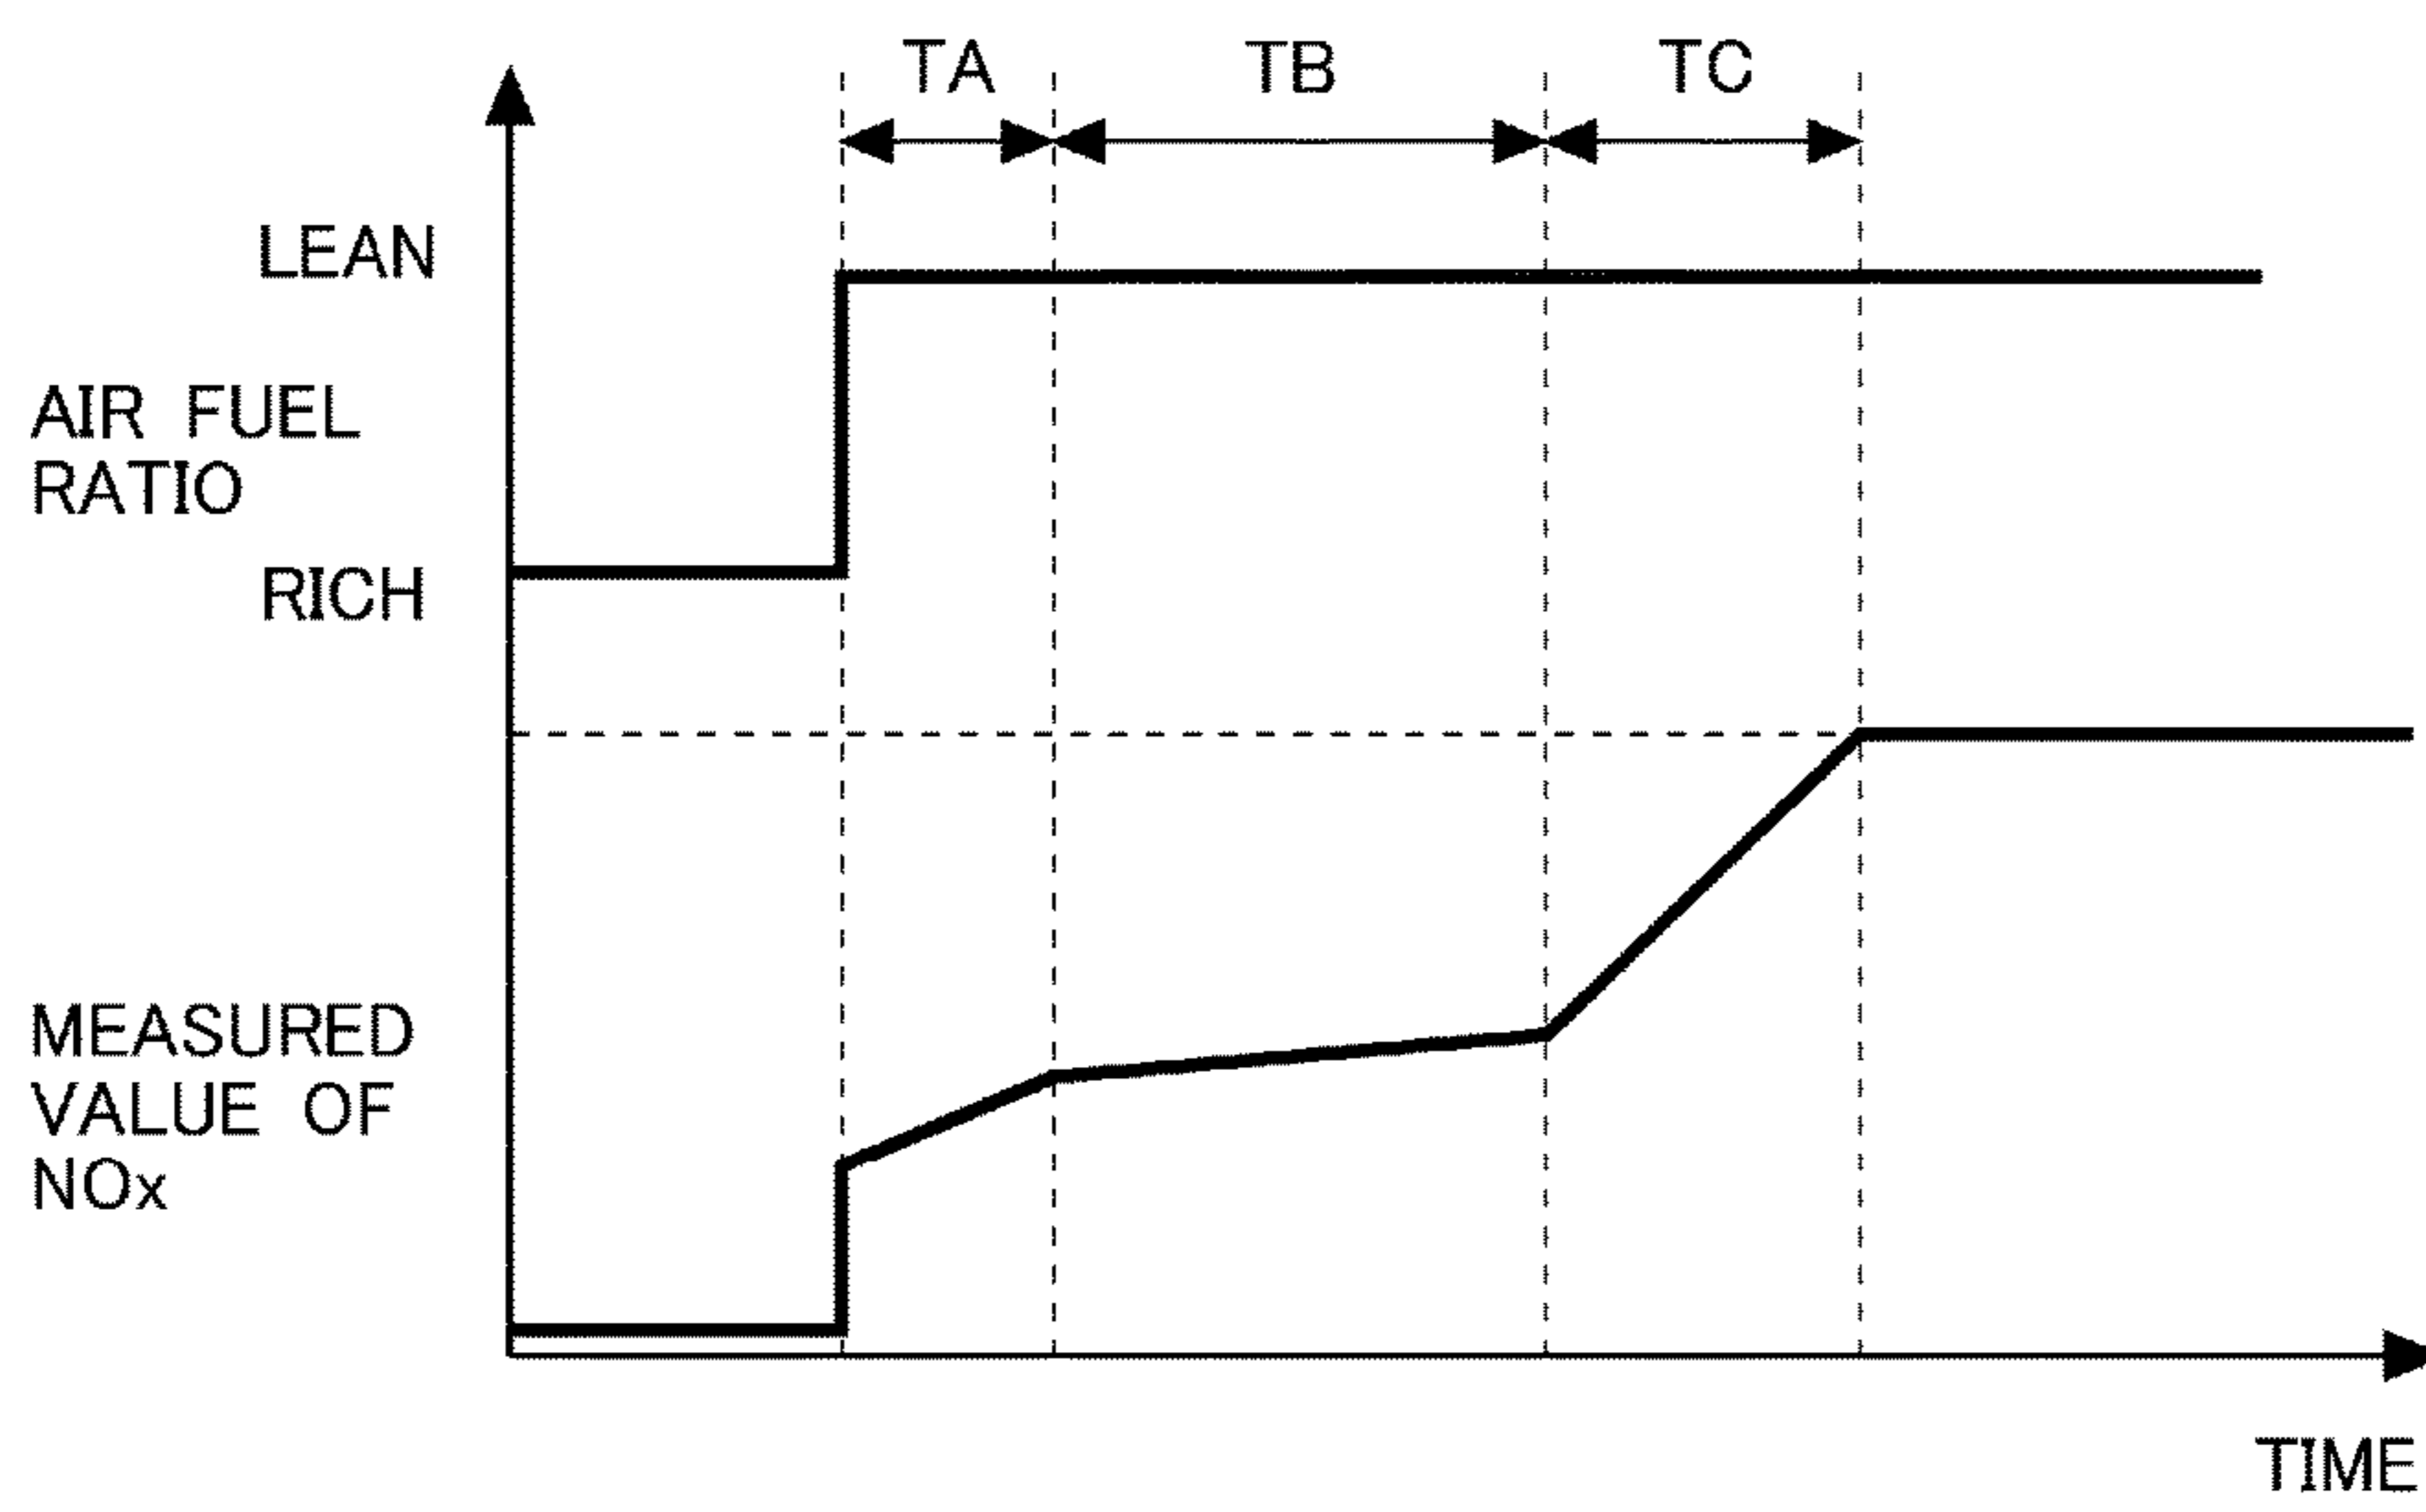 TA TB TC
LEAN
AIR FUEL
RATIO
RICH
MEASURED
VALUE OF
NOx
TIME